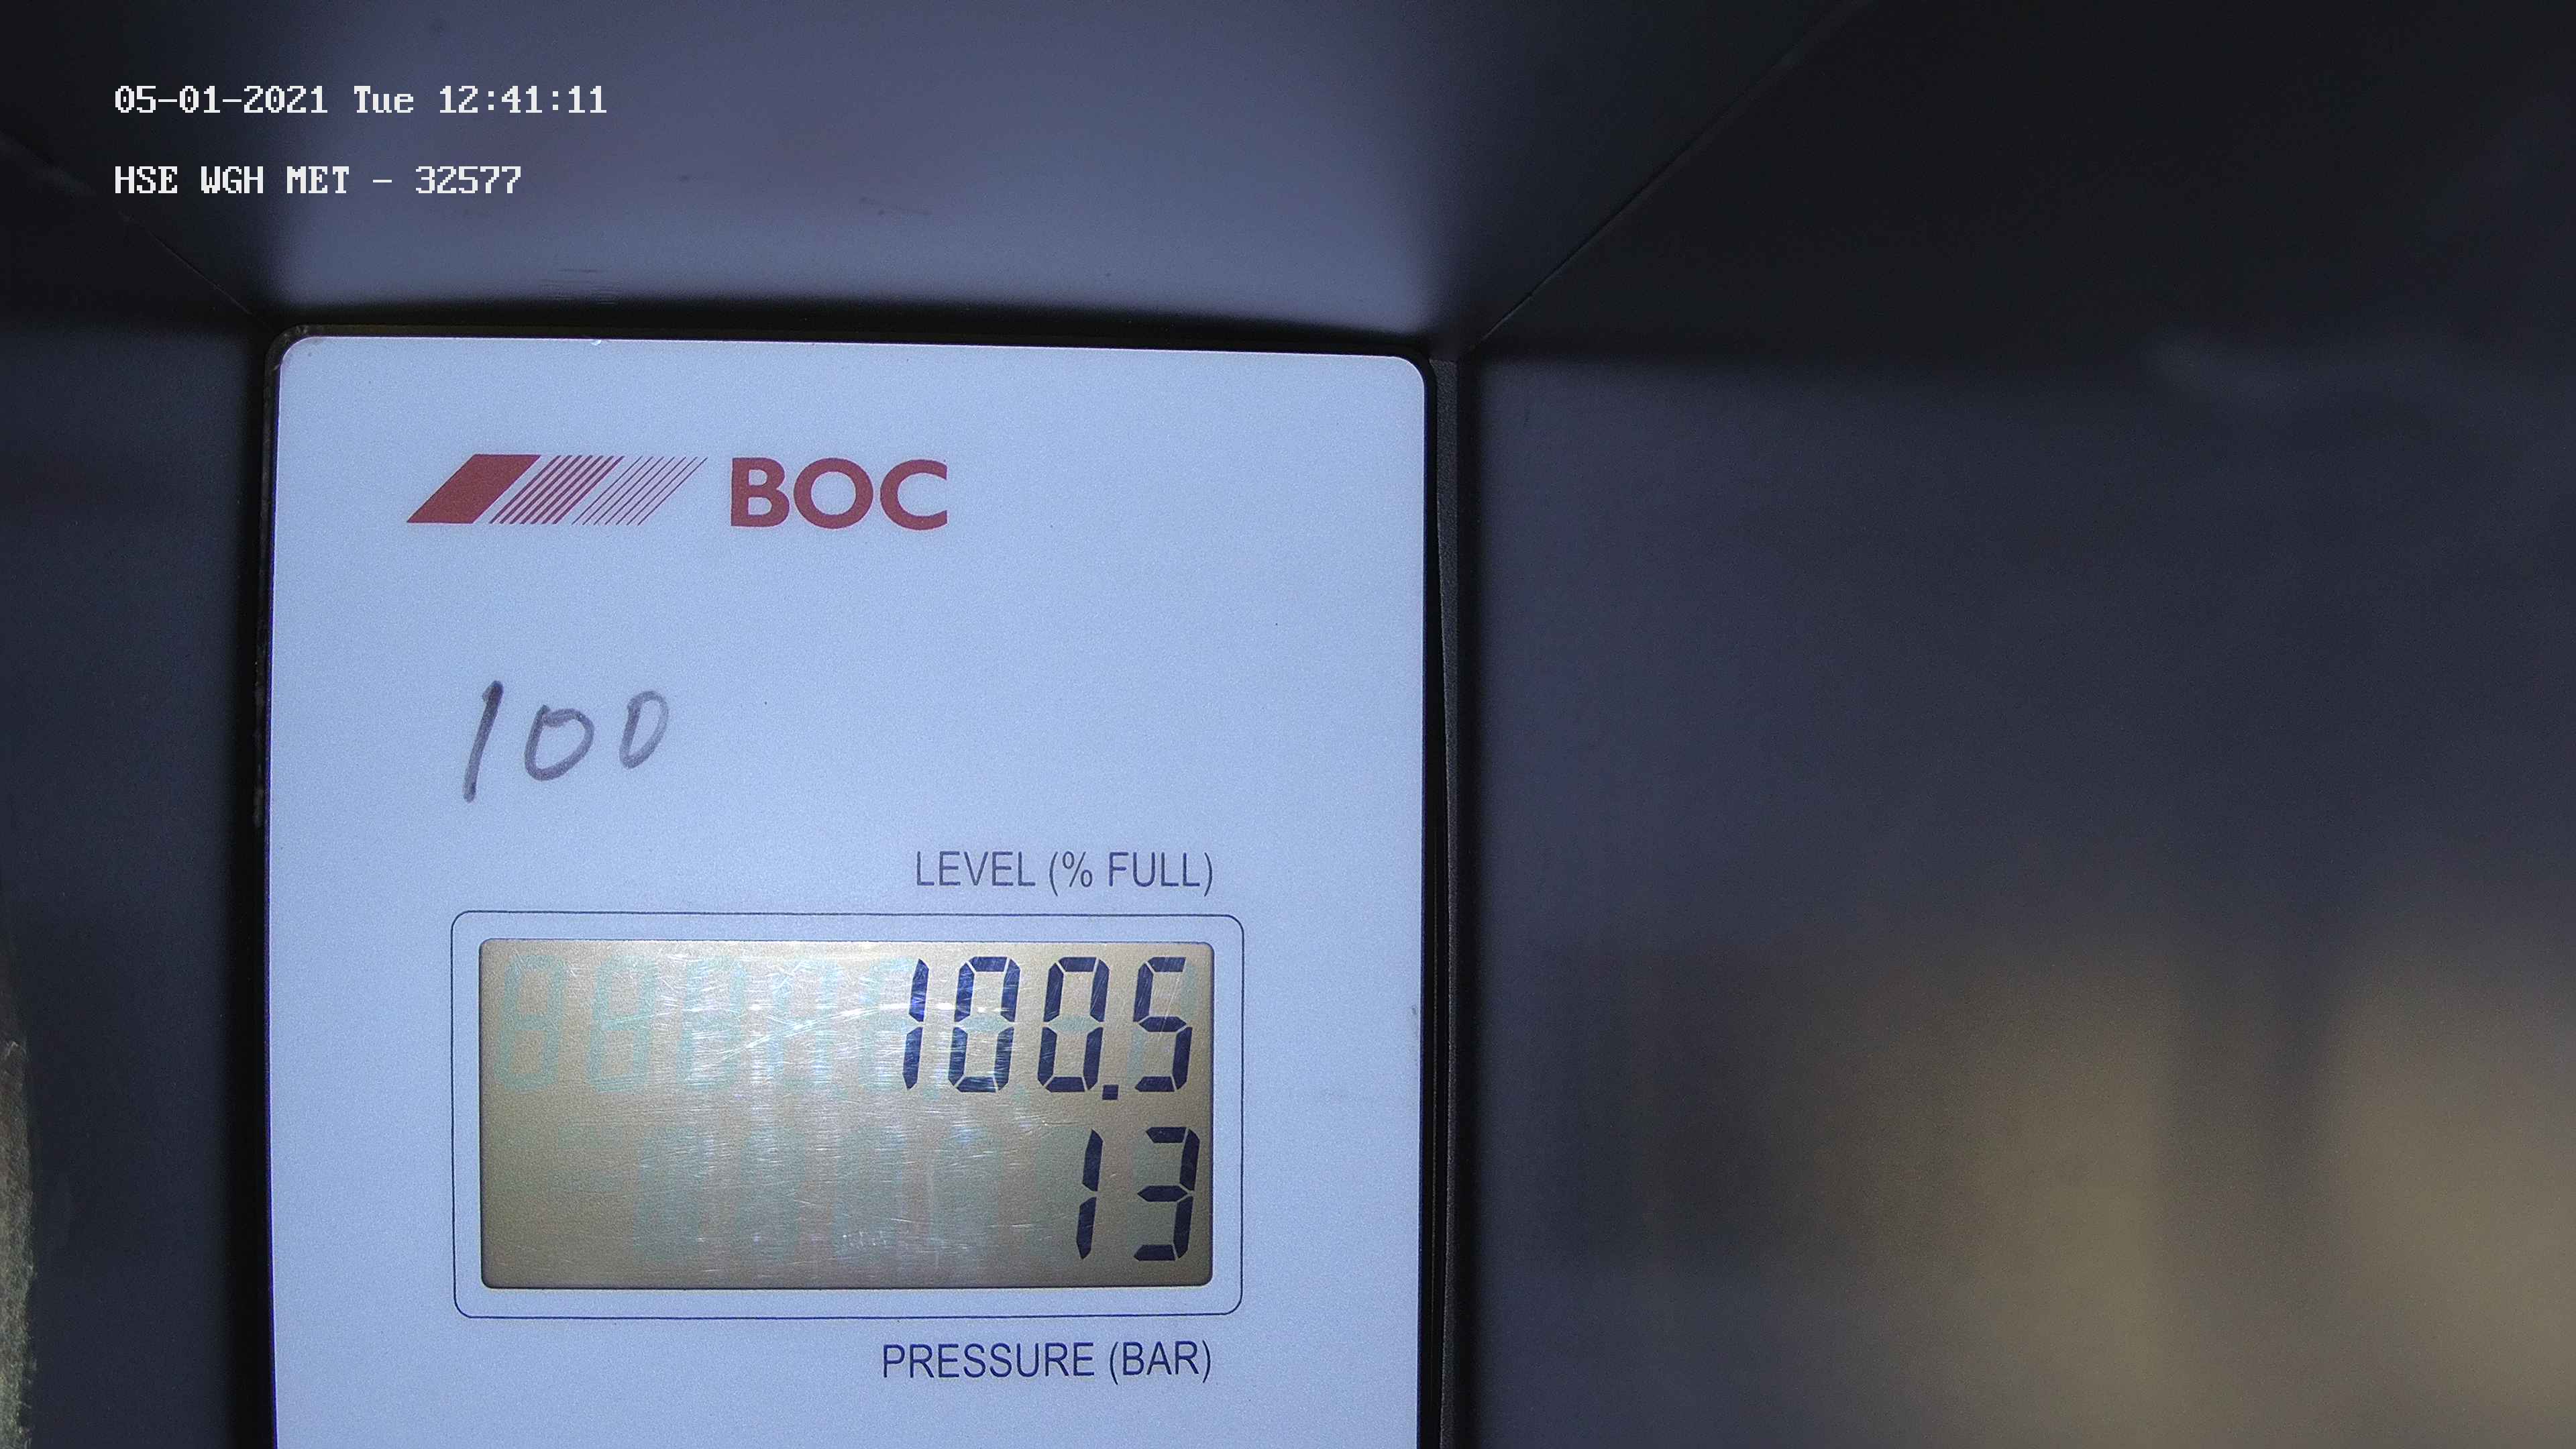 05-01-2021 Tue 12:41:11
HSE WGH MET - 32577
BOC
100
LEVEL (% FULL)
100.5
13
PRESSURE (BAR)